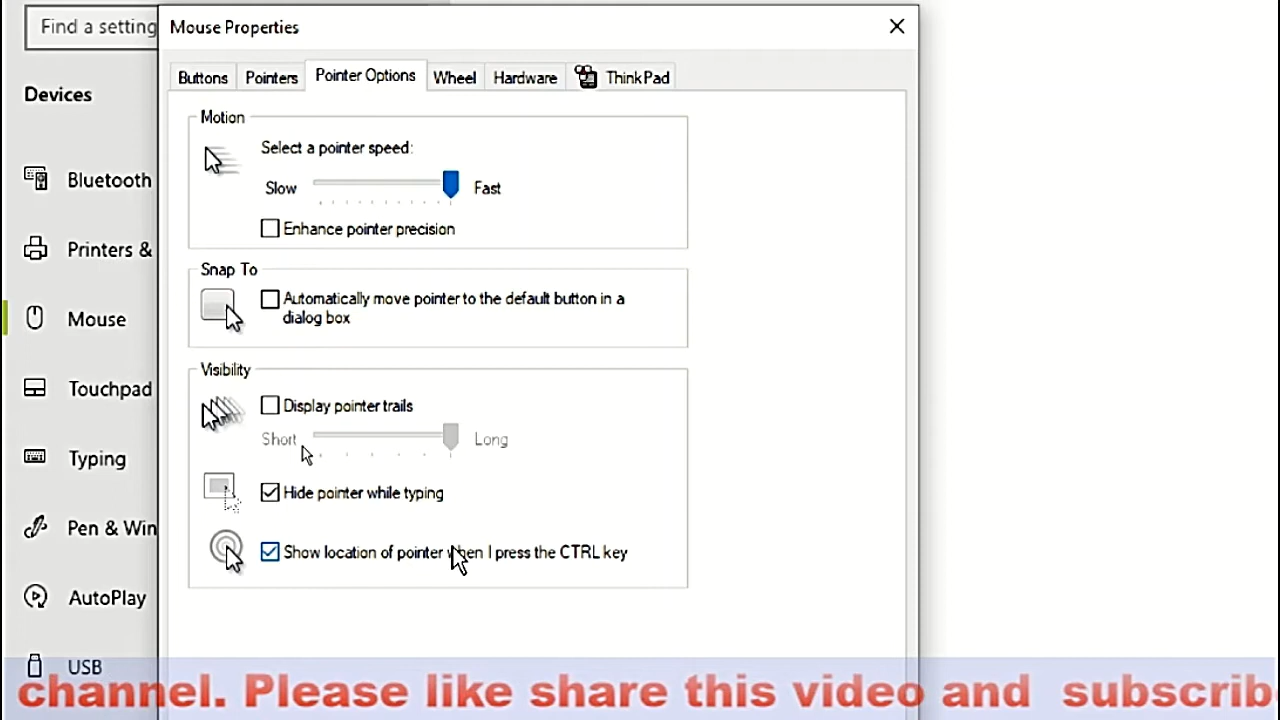 Find a setting
Mouse Properties
Devices
Buttons
Pointers
Pointer Options
Wheel
Hardware
ThinkPad
Motion
Select a pointer speed:
Slow
Fast
Enhance pointer precision
Snap To
Automatically move pointer to the default button in a
dialog box
Visibility
Display pointer trails
Short
Long
Hide pointer while typing
Show location of pointer when I press the CTRL key
Bluetooth
Printers &
Mouse
Touchpad
Typing
Pen & Win
AutoPlay
USB
channel. Please like share this video and subscrib